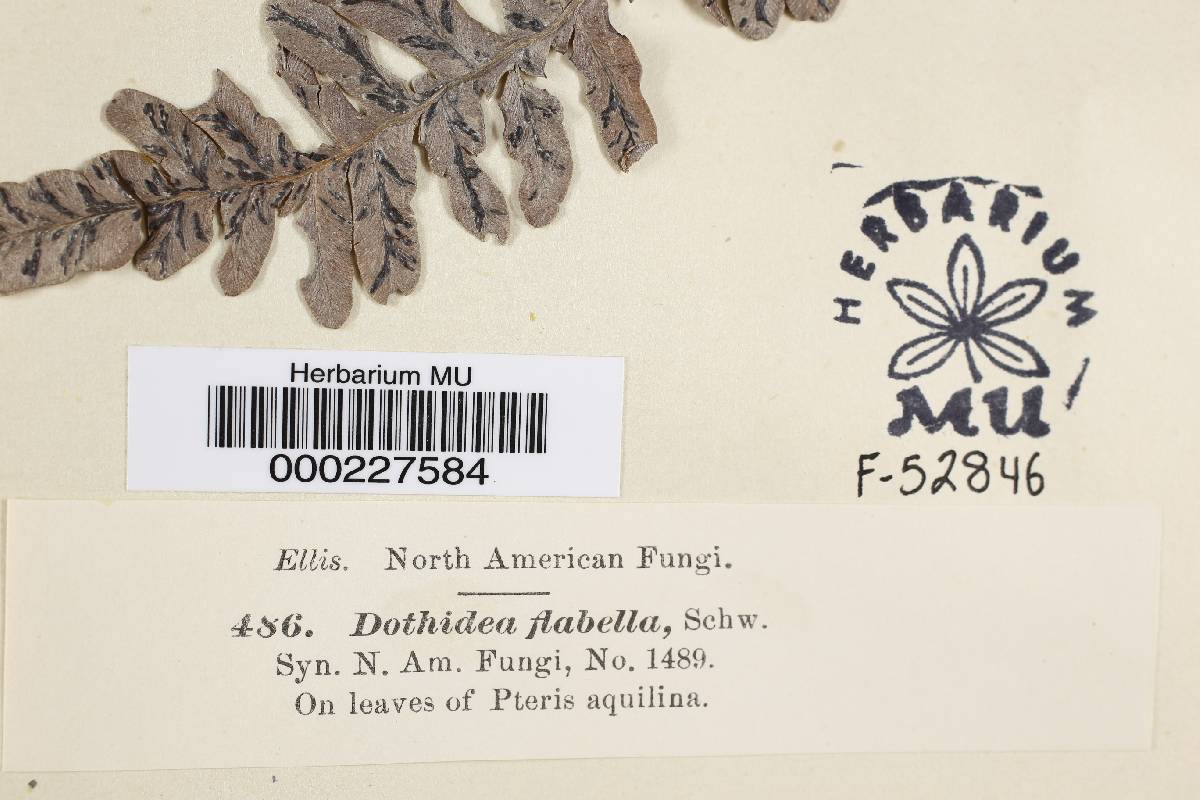 HERBARIUM
MU
F-52846
Herbarium MU
000227584
Ellis. North American Fungi.
486. Dothidea flabella, Schw.
Syn. N. Am. Fungi, No. 1489.
On leaves of Pteris aquilina.